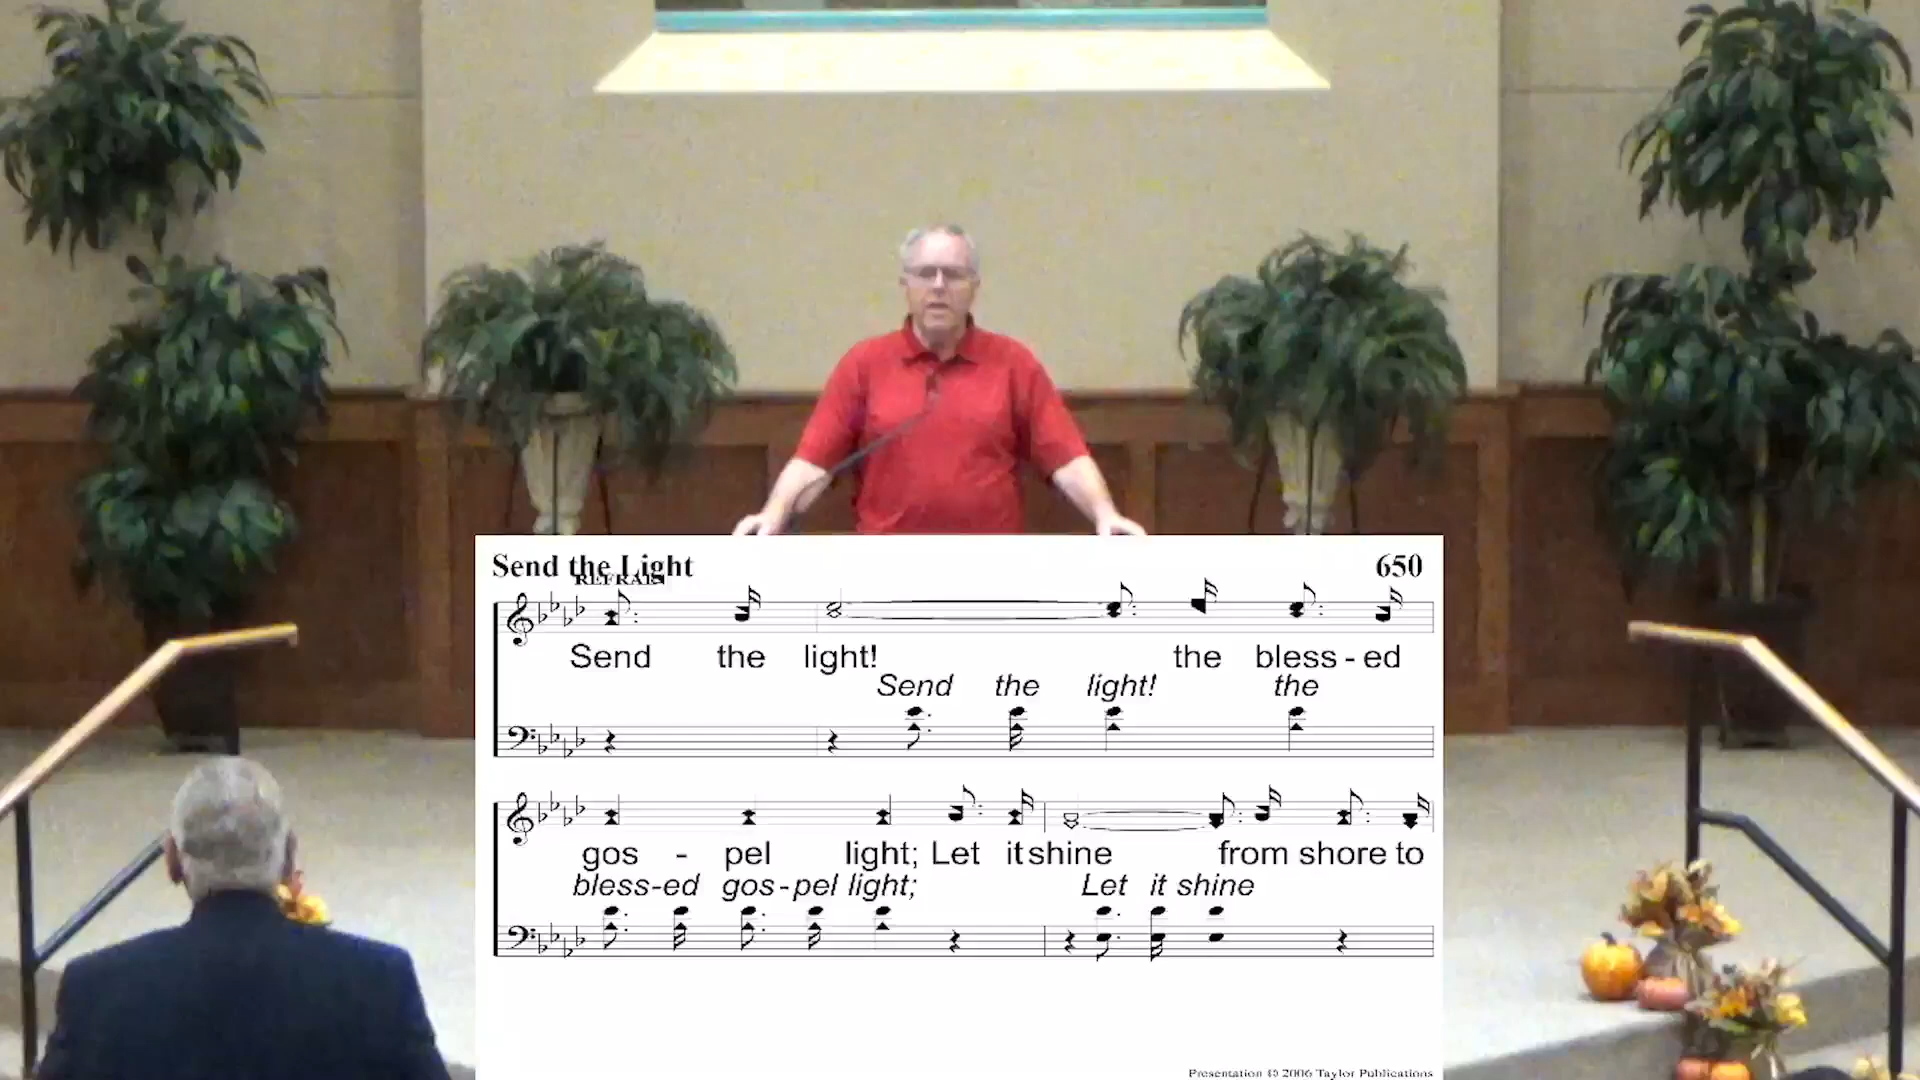 Send the Light 650
REFRAIN
Send the light! the bless - ed
Send the light! the
gos - pel light; Let it shine from shore to
bless-ed gos-pel light; Let it shine
Presentation © 2006 Taylor Publications